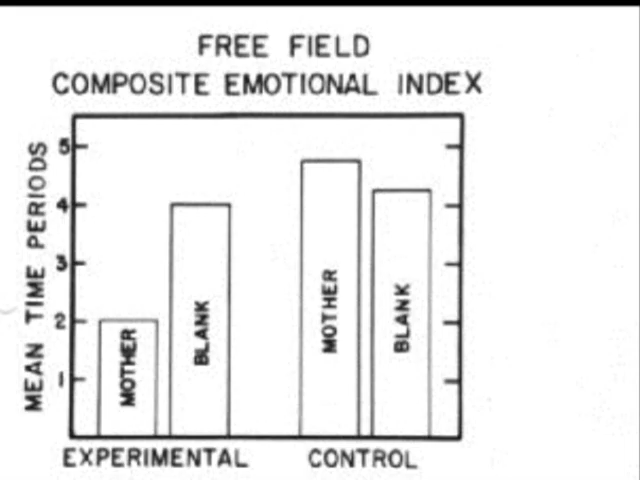 FREE FIELD
COMPOSITE EMOTIONAL INDEX
MEAN TIME PERIODS
5
4
3
2
1
MOTHER
BLANK
MOTHER
BLANK
EXPERIMENTAL
CONTROL